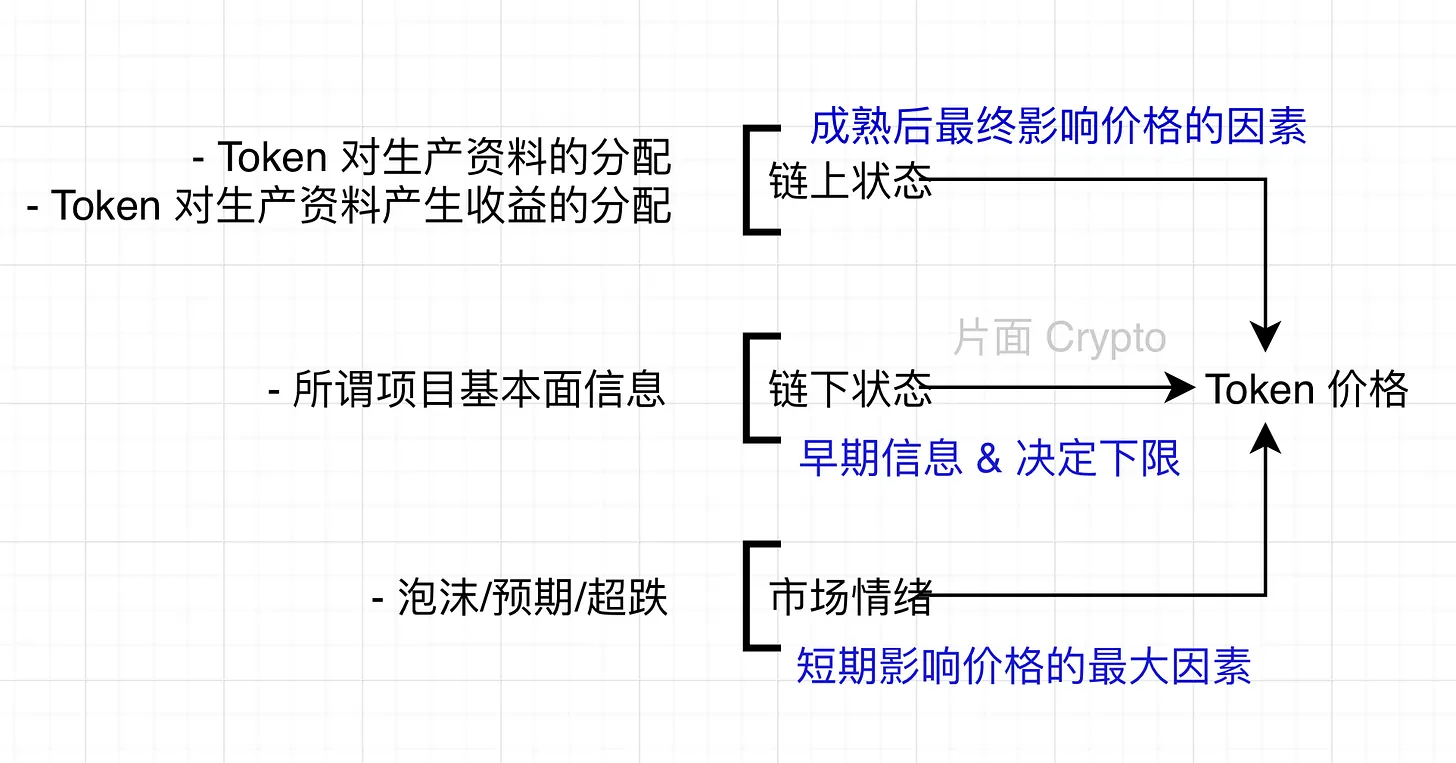 成熟后最终影响价格的因素
- Token 对生产资料的分配
- Token 对生产资料产生收益的分配
链上状态
片面 Crypto
- 所谓项目基本面信息
链下状态
Token 价格
早期信息 & 决定下限
- 泡沫/预期/超跌
市场情绪
短期影响价格的最大因素